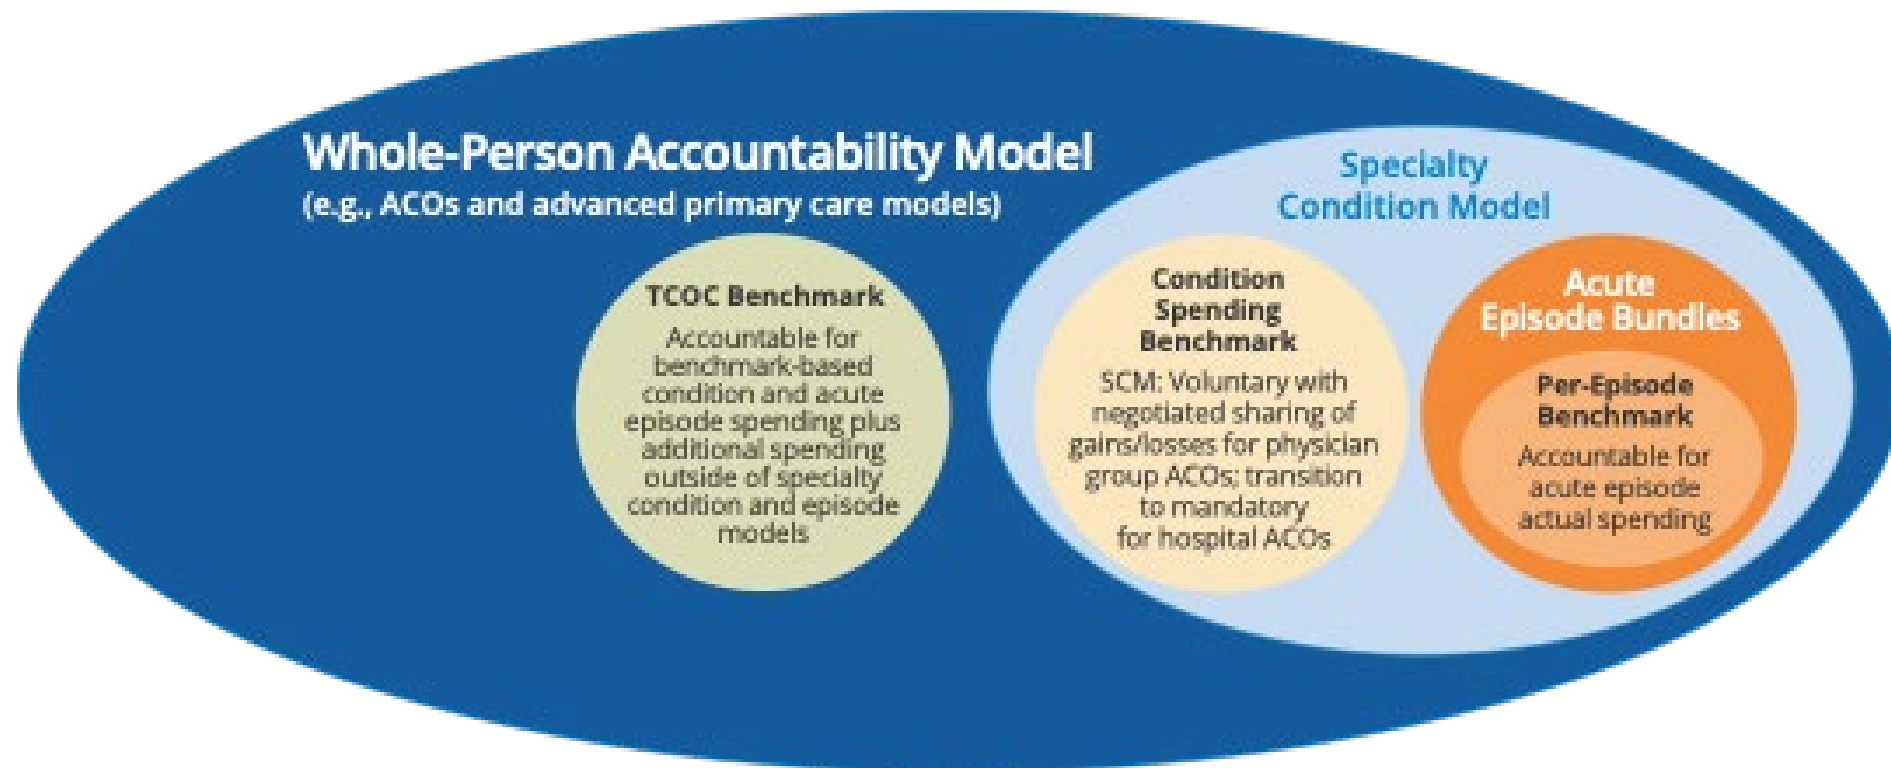 Whole-Person Accountability Model
(e.g., ACOs and advanced primary care models)
TCOC Benchmark
Accountable for
benchmark-based
condition and acute
episode spending plus
additional spending
outside of specialty
condition and episode
models
Specialty
Condition Model
Condition
Spending
Benchmark
SCM: Voluntary with
negotiated sharing of
gains/losses for physician
group ACOs; transition
to mandatory
for hospital ACOs
Acute
Episode Bundles
Per-Episode
Benchmark
Accountable for
acute episode
actual spending